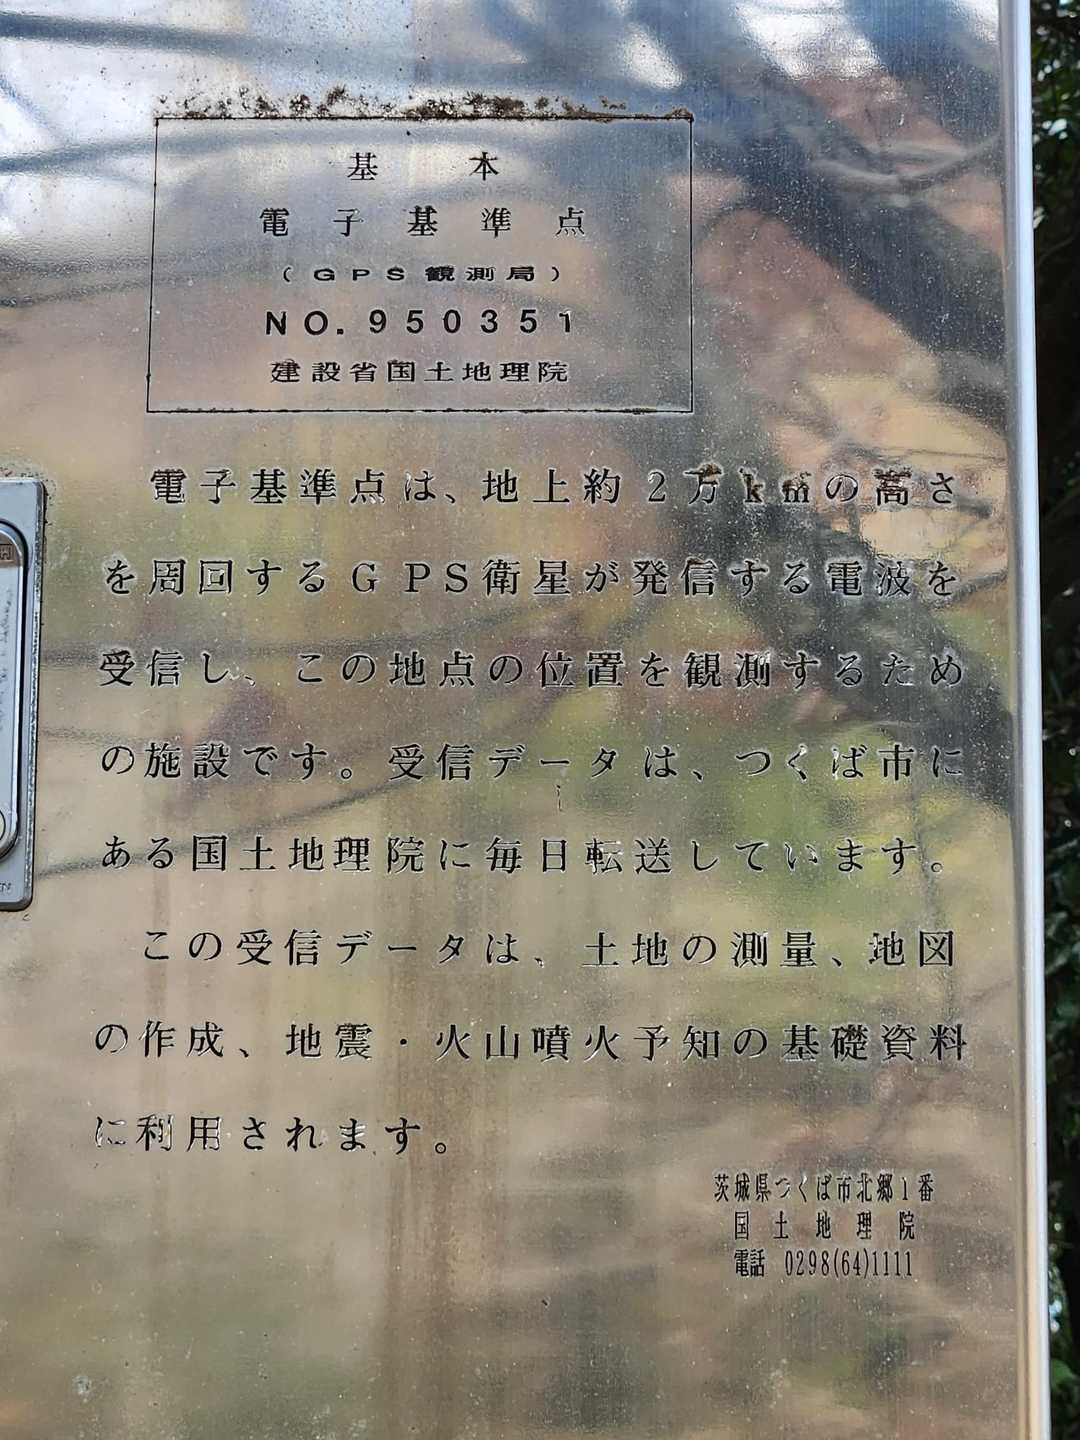 基本
電子基準点
（GPS観測局）
NO.950351
建設省国土地理院
電子基準点は、地上約2万kmの高さ
を周回するGPS衛星が発信する電波を
受信し、この地点の位置を観測するため
の施設です。受信データは、つくば市に
ある国土地理院に毎日転送しています。
この受信データは、土地の測量、地図
の作成、地震・火山噴火予知の基礎資料
に利用されます。
茨城県つくば市北郷1番
国土地理院
電話 0298(64)1111